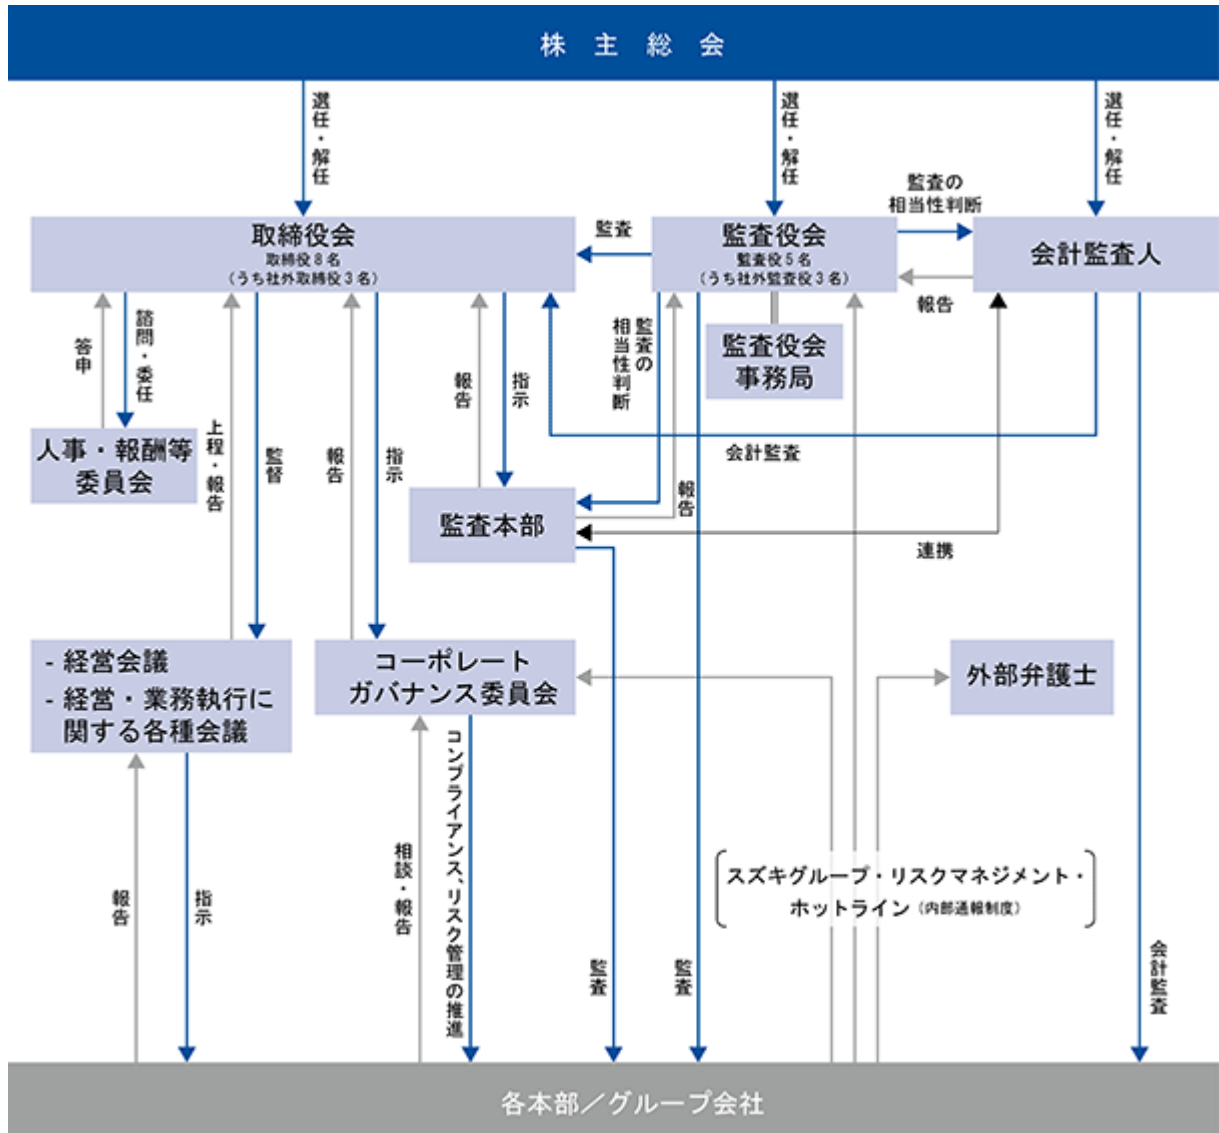 株主総会
選任・解任
選任・解任
選任・解任
監査の
相当性判断
取締役会
取締役8名
(うち社外取締役3名)
監査
監査役会
監査役5名
(うち社外監査役3名)
会計監査人
報告
答申
諮問・委任
上程・報告
監督
報告
指示
報告
指示
監査の
相当性判断
報告
監査役会
事務局
会計監査
人事・報酬等
委員会
監査本部
連携
- 経営会議
- 経営・業務執行に
関する各種会議
コーポレート
ガバナンス委員会
外部弁護士
報告
指示
相談・報告
コンプライアンス、リスク管理の推進
監査
監査
スズキグループ・リスクマネジメント・
ホットライン(内部通報制度)
会計監査
各本部/グループ会社